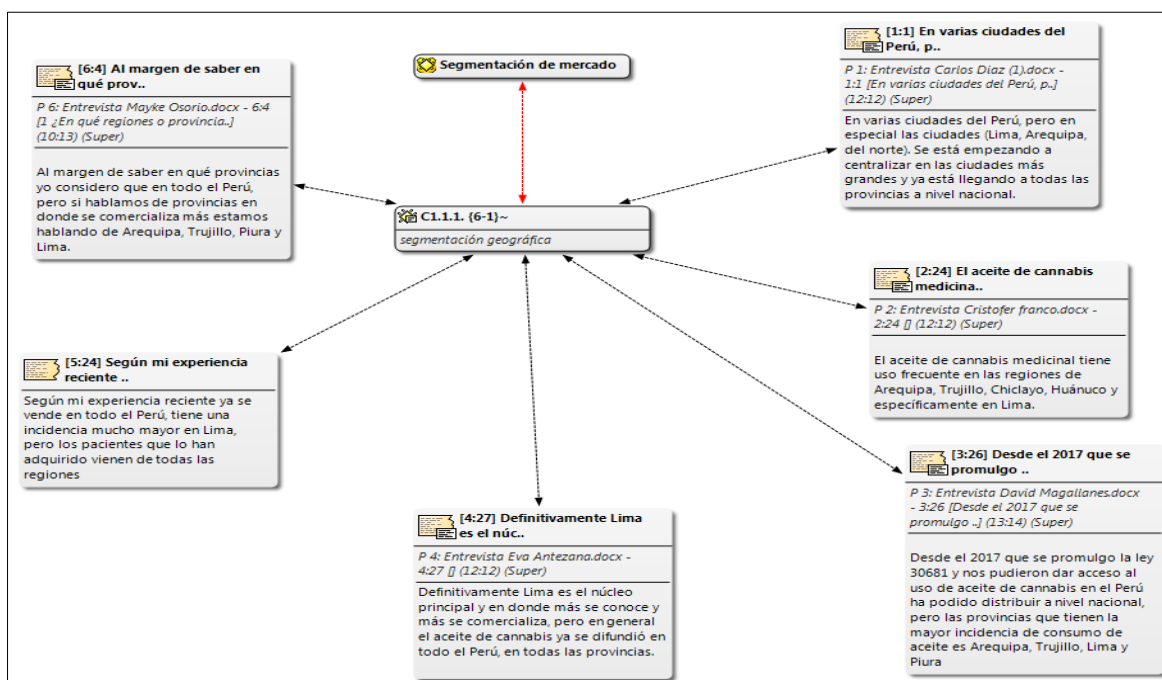 Segmentación de mercado
C1.1.1. {6-1}~
segmentación geográfica
[6:4] Al margen de saber en
qué prov..
P 6: Entrevista Mayke Osorio.docx - 6:4
[1 ¿En qué regiones o provincia..]
(10:13) (Super)
Al margen de saber en qué provincias
yo considero que en todo el Perú,
pero si hablamos de provincias en
donde se comercializa más estamos
hablando de Arequipa, Trujillo, Piura y
Lima.
[1:1] En varias ciudades del
Perú, p..
P 1: Entrevista Carlos Diaz (1).docx -
1:1 [En varias ciudades del Perú, p..]
(12:12) (Super)
En varias ciudades del Perú, pero en
especial las ciudades (Lima, Arequipa,
del norte). Se está empezando a
centralizar en las ciudades más
grandes y ya está llegando a todas las
provincias a nivel nacional.
[2:24] El aceite de cannabis
medicina..
P 2: Entrevista Cristofer franco.docx -
2:24 [] (12:12) (Super)
El aceite de cannabis medicinal tiene
uso frecuente en las regiones de
Arequipa, Trujillo, Chiclayo, Huánuco y
específicamente en Lima.
[5:24] Según mi experiencia
reciente ..
Según mi experiencia reciente ya se
vende en todo el Perú, tiene una
incidencia mucho mayor en Lima,
pero los pacientes que lo han
adquirido vienen de todas las
regiones
[4:27] Definitivamente Lima
es el núc..
P 4: Entrevista Eva Antezana.docx -
4:27 [] (12:12) (Super)
Definitivamente Lima es el núcleo
principal y en donde más se conoce y
más se comercializa, pero en general
el aceite de cannabis ya se difundió en
todo el Perú, en todas las provincias.
[3:26] Desde el 2017 que se
promulgo ..
P 3: Entrevista David Magallanes.docx
- 3:26 [Desde el 2017 que se
promulgo ..] (13:14) (Super)
Desde el 2017 que se promulgo la ley
30681 y nos pudieron dar acceso al
uso de aceite de cannabis en el Perú
ha podido distribuir a nivel nacional,
pero las provincias que tienen la
mayor incidencia de consumo de
aceite es Arequipa, Trujillo, Lima y
Piura